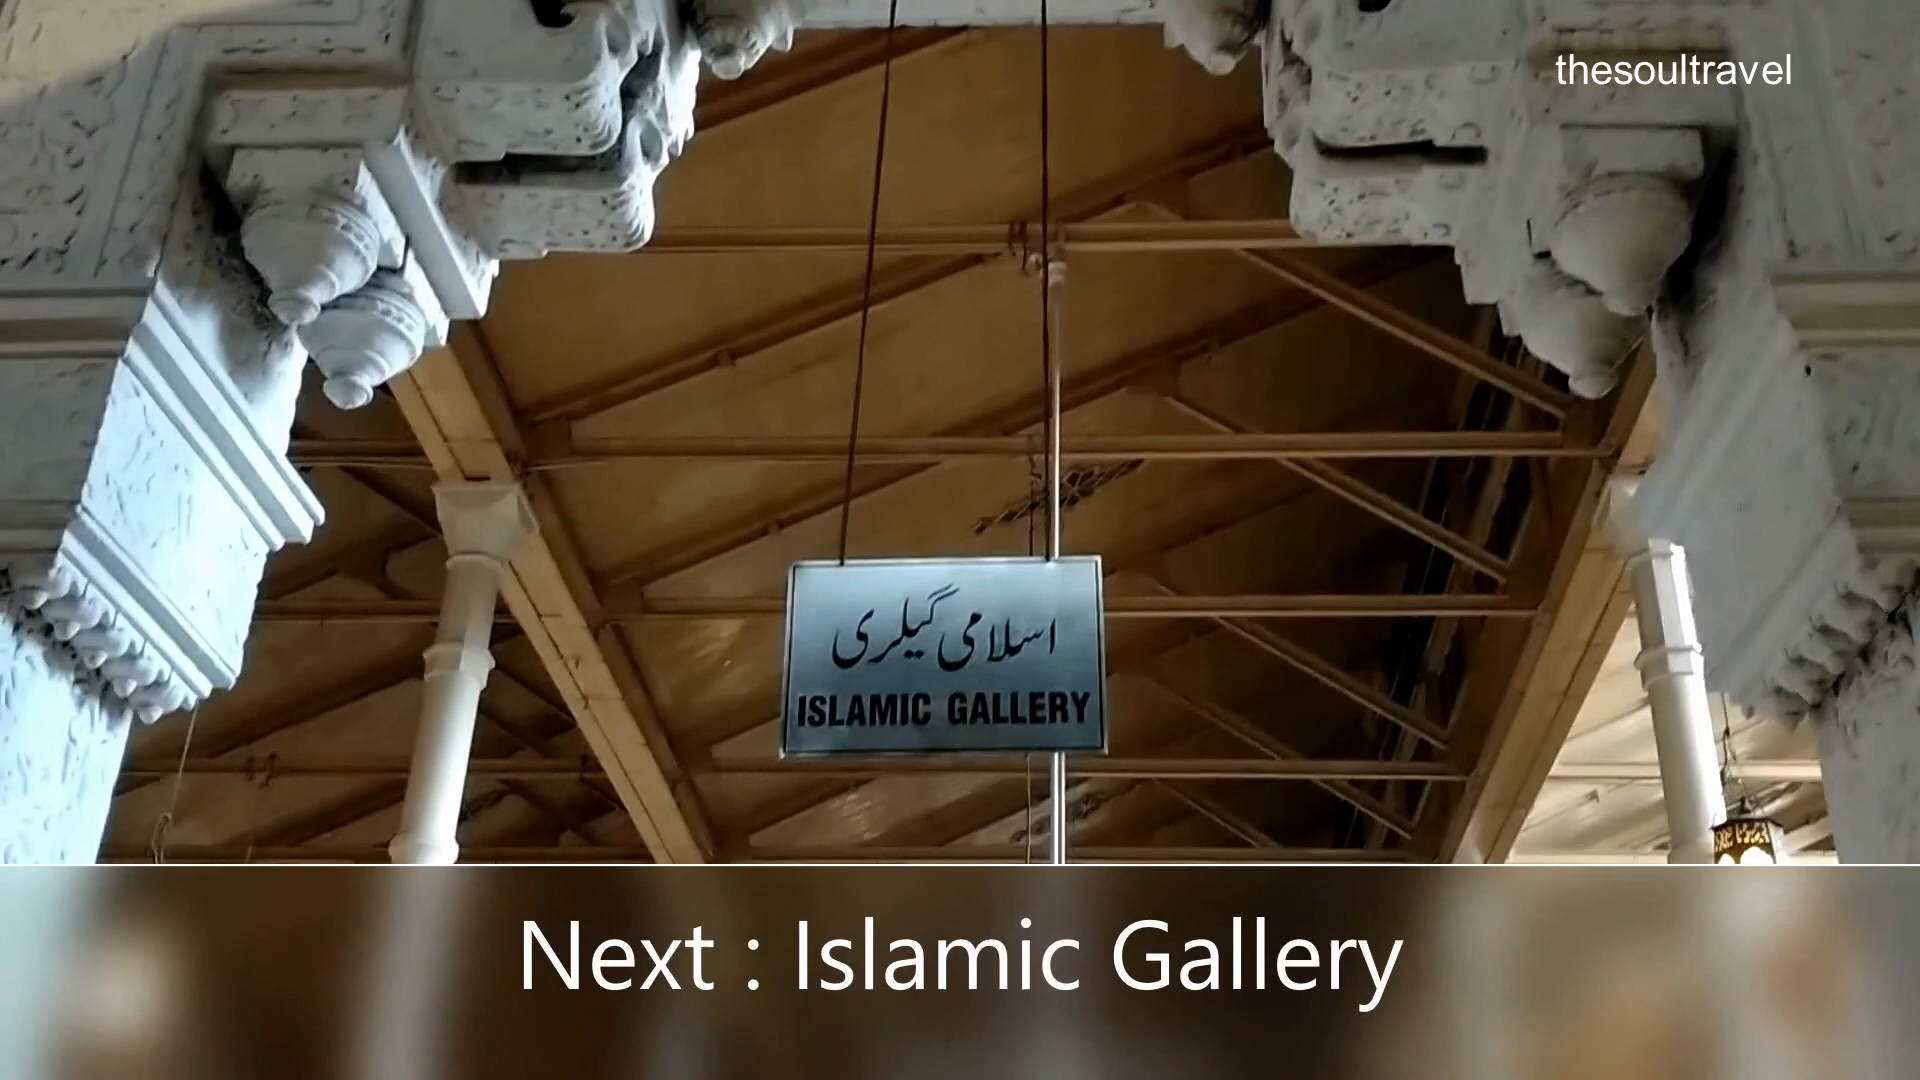 thesoultravel
اسلامی گیلری
ISLAMIC GALLERY
Next : Islamic Gallery